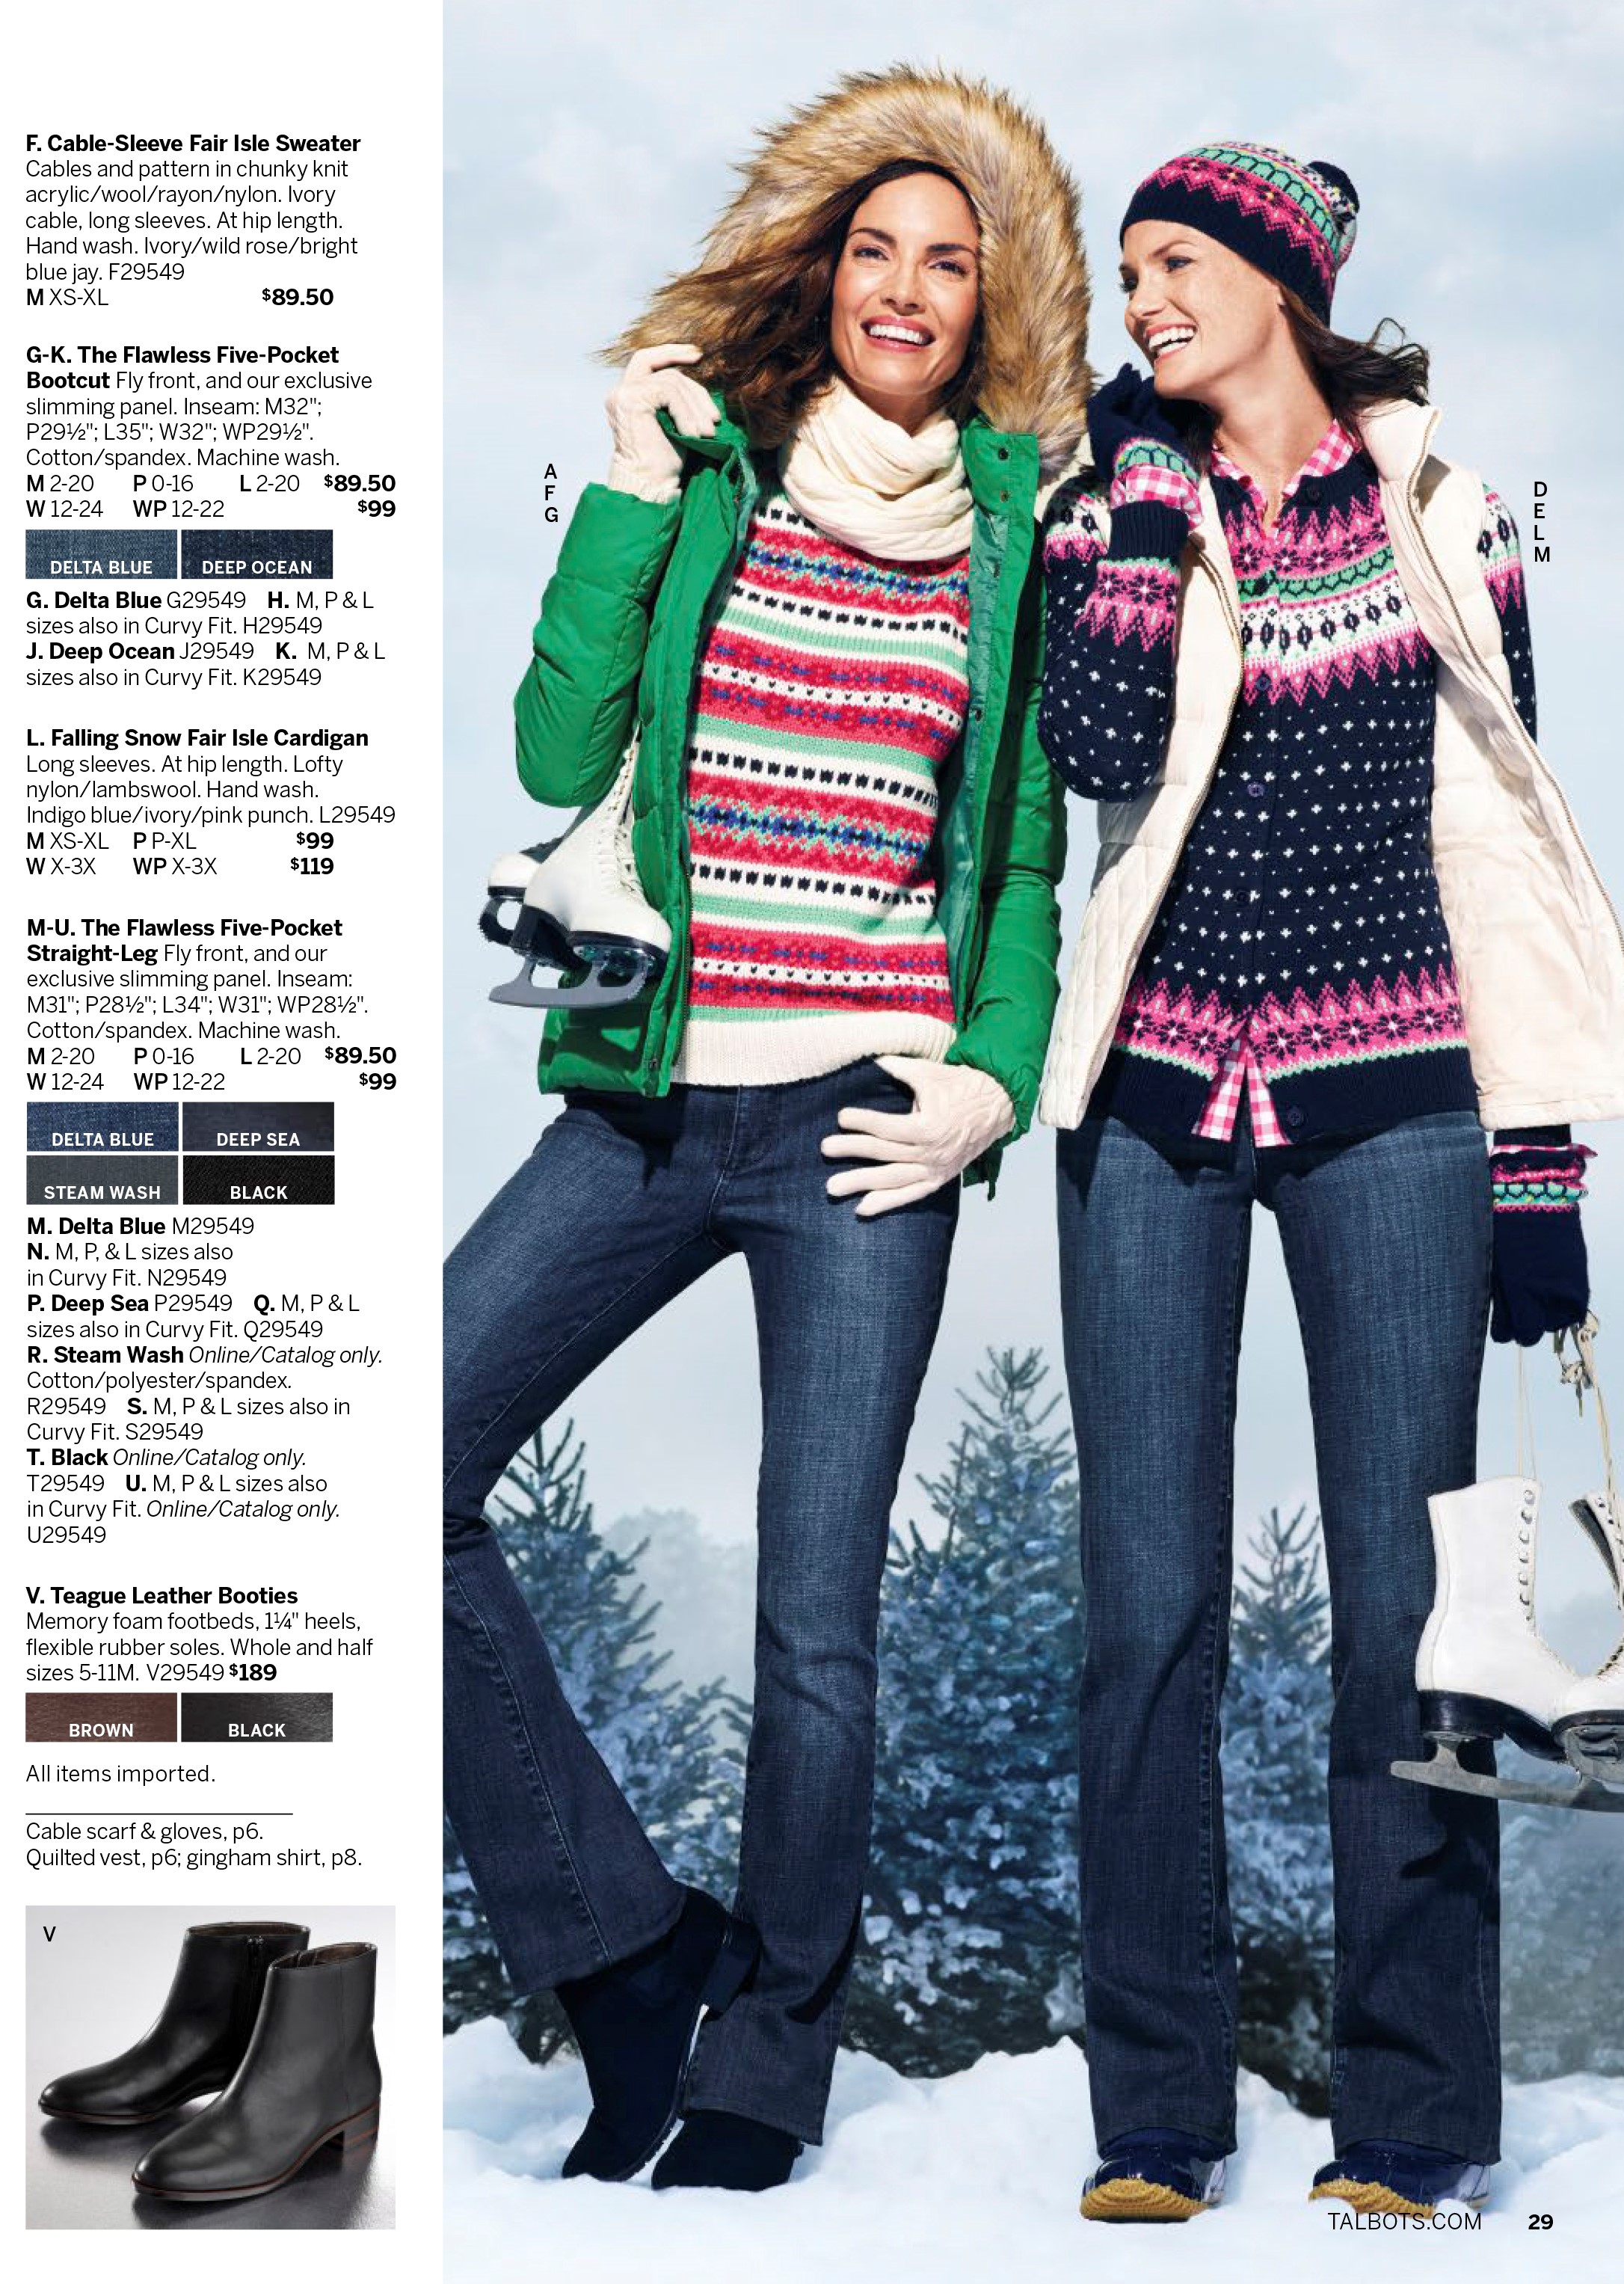 F. Cable-Sleeve Fair Isle Sweater
Cables and pattern in chunky knit
acrylic/wool/rayon/nylon. Ivory
cable, long sleeves. At hip length.
Hand wash. Ivory/wild rose/bright
blue jay. F29549
M XS-XL $89.50
G-K. The Flawless Five-Pocket
Bootcut Fly front, and our exclusive
slimming panel. Inseam: M32";
P29½"; L35"; W32"; WP29½".
Cotton/spandex. Machine wash.
M 2-20 P 0-16 L 2-20 $89.50
W 12-24 WP 12-22 $99
DELTA BLUE DEEP OCEAN
G. Delta Blue G29549 H. M, P & L
sizes also in Curvy Fit. H29549
J. Deep Ocean J29549 K. M, P & L
sizes also in Curvy Fit. K29549
L. Falling Snow Fair Isle Cardigan
Long sleeves. At hip length. Lofty
nylon/lambswool. Hand wash.
Indigo blue/ivory/pink punch. L29549
M XS-XL P P-XL $99
W X-3X WP X-3X $119
M-U. The Flawless Five-Pocket
Straight-Leg Fly front, and our
exclusive slimming panel. Inseam:
M31"; P28½"; L34"; W31"; WP28½".
Cotton/spandex. Machine wash.
M 2-20 P 0-16 L 2-20 $89.50
W 12-24 WP 12-22 $99
DELTA BLUE DEEP SEA
STEAM WASH BLACK
M. Delta Blue M29549
N. M, P, & L sizes also
in Curvy Fit. N29549
P. Deep Sea P29549 Q. M, P & L
sizes also in Curvy Fit. Q29549
R. Steam Wash Online/Catalog only.
Cotton/polyester/spandex.
R29549 S. M, P & L sizes also in
Curvy Fit. S29549
T. Black Online/Catalog only.
T29549 U. M, P & L sizes also
in Curvy Fit. Online/Catalog only.
U29549
V. Teague Leather Booties
Memory foam footbeds, 1¼" heels,
flexible rubber soles. Whole and half
sizes 5-11M. V29549 $189
BROWN BLACK
All items imported.
Cable scarf & gloves, p6.
Quilted vest, p6; gingham shirt, p8.
V
A
F
G
D
E
L
M
TALBOTS.COM 29